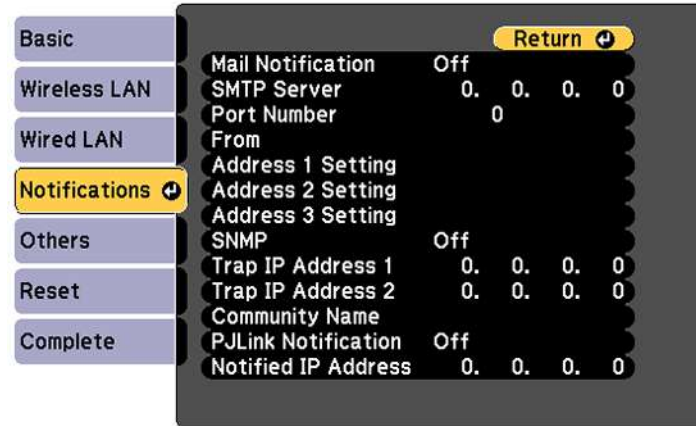 Basic
Wireless LAN
Wired LAN
Notifications
Others
Reset
Complete
Return
Mail Notification Off
SMTP Server 0. 0. 0. 0
Port Number 0
From
Address 1 Setting
Address 2 Setting
Address 3 Setting
SNMP Off
Trap IP Address 1 0. 0. 0. 0
Trap IP Address 2 0. 0. 0. 0
Community Name
PJLink Notification Off
Notified IP Address 0. 0. 0. 0